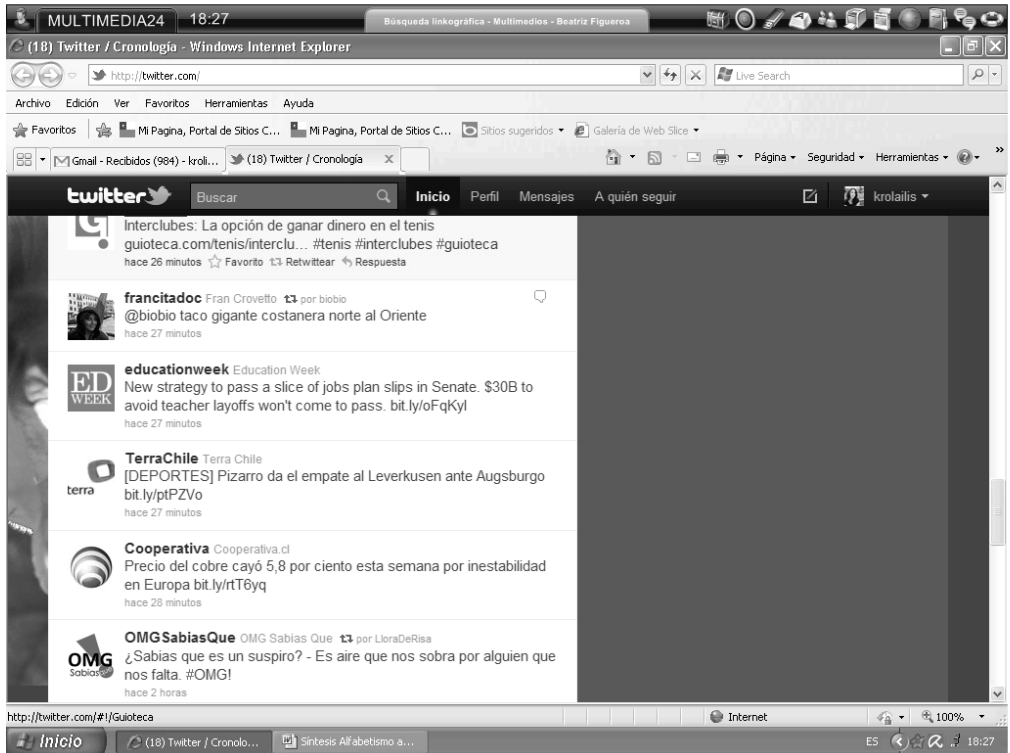 MULTIMEDIA24 18:27 Búsqueda linkográfica - Multimedios - Beatriz Figueroa
(18) Twitter / Cronología - Windows Internet Explorer
http://twitter.com/ Live Search
Archivo Edición Ver Favoritos Herramientas Ayuda
Favoritos Mi Pagina, Portal de Sitios C... Mi Pagina, Portal de Sitios C... Sitios sugeridos Galería de Web Slice
Gmail - Recibidos (984) - kroli... (18) Twitter / Cronología X Página Seguridad Herramientas »
twitter Buscar Inicio Perfil Mensajes A quién seguir krolailis
Interclubes: La opción de ganar dinero en el tenis
guioteca.com/tenis/interclu... #tenis #interclubes #guioteca
hace 26 minutos Favorito Retwittear Respuesta
francitadoc Fran Crovetto por biobio
@biobio taco gigante costanera norte al Oriente
hace 27 minutos
ED WEEK
educationweek Education Week
New strategy to pass a slice of jobs plan slips in Senate. $30B to
avoid teacher layoffs won't come to pass. bit.ly/oFqKyl
hace 27 minutos
terra
TerraChile Terra Chile
[DEPORTES] Pizarro da el empate al Leverkusen ante Augsburgo
bit.ly/ptPZVo
hace 27 minutos
Cooperativa Cooperativa.cl
Precio del cobre cayó 5,8 por ciento esta semana por inestabilidad
en Europa bit.ly/rtT6yq
hace 28 minutos
OMG Sabias Que
OMGSabiasQue OMG Sabias Que por LloraDeRisa
¿Sabias que es un suspiro? - Es aire que nos sobra por alguien que
nos falta. #OMG!
hace 2 horas
http://twitter.com/#!/Guioteca Internet 100%
Inicio (18) Twitter / Cronolo... Síntesis Alfabetismo a... ES 18:27